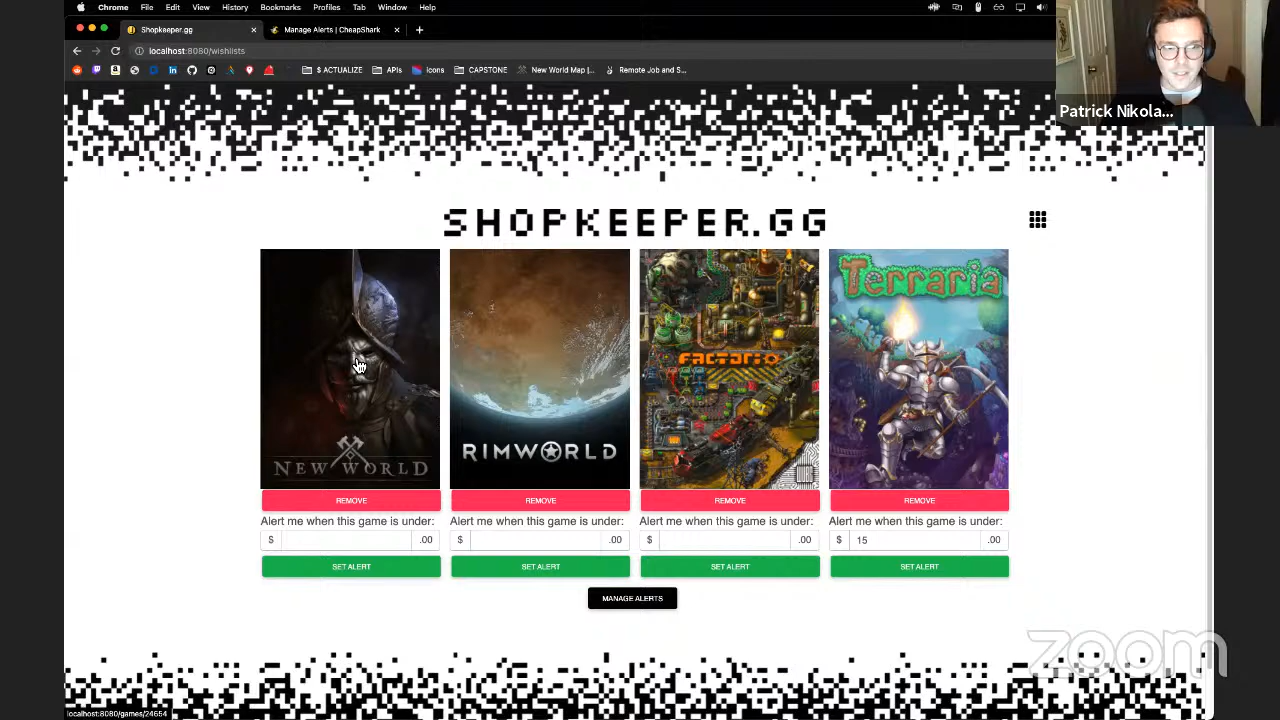 Chrome File Edit View History Bookmarks Profiles Tab Window Help
Shopkeeper.gg
Manage Alerts | CheapShark
localhost:8080/wishlists
$ ACTUALIZE
APIs
icons
CAPSTONE
New World Map |...
Remote Job and S...
Patrick Nikola...
SHOPKEEPER.GG
NEW WORLD
RIMWORLD
FACTORIO
Terraria
REMOVE REMOVE REMOVE REMOVE
Alert me when this game is under: Alert me when this game is under: Alert me when this game is under: Alert me when this game is under:
$ .00 $ .00 $ .00 $ 15 .00
SET ALERT SET ALERT SET ALERT SET ALERT
MANAGE ALERTS
zoom
localhost:8080/games/24654